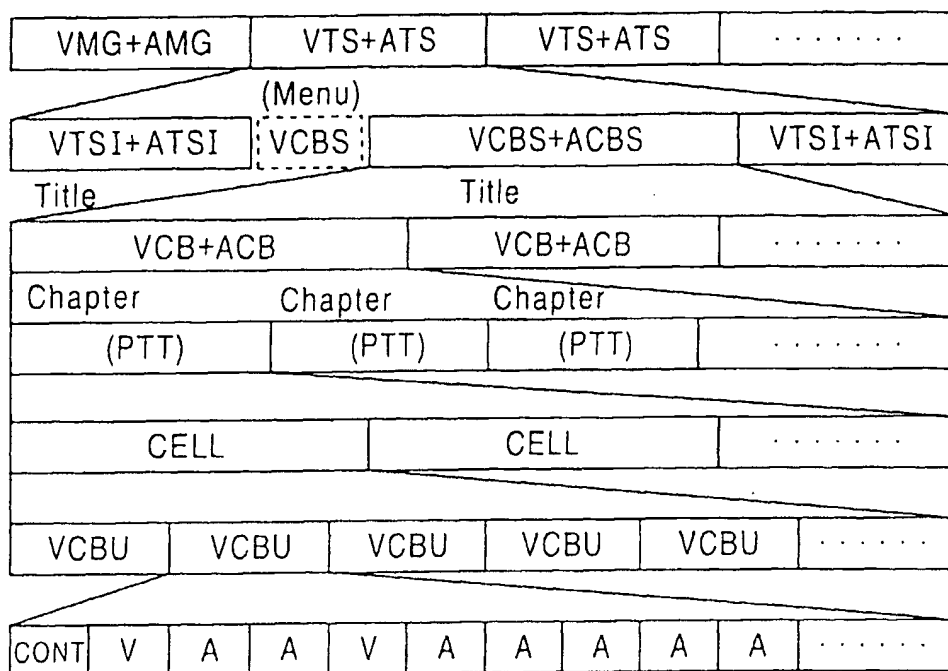 VMG+AMG VTS+ATS VTS+ATS ·······
(Menu)
VTSI+ATSI VCBS VCBS+ACBS VTSI+ATSI
Title Title
VCB+ACB VCB+ACB ·······
Chapter Chapter Chapter
(PTT) (PTT) (PTT) ·······
CELL CELL ·······
VCBU VCBU VCBU VCBU VCBU ······
CONT V A A V A A A A A ······